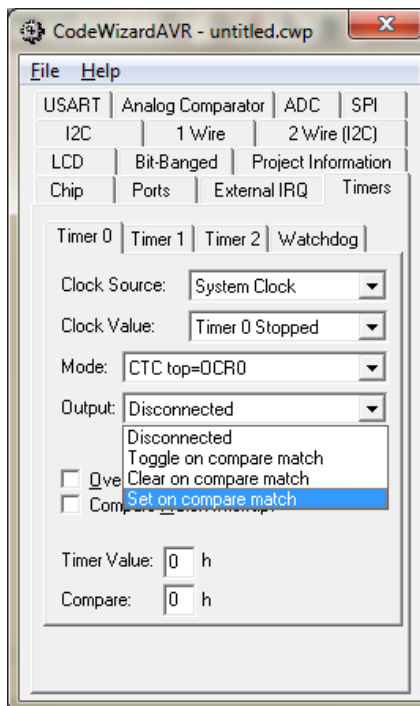 CodeWizardAVR - untitled.cwp
File Help
USART Analog Comparator ADC SPI
I2C 1 Wire 2 Wire (I2C)
LCD Bit-Banged Project Information
Chip Ports External IRQ Timers
Timer 0 Timer 1 Timer 2 Watchdog
Clock Source: System Clock
Clock Value: Timer 0 Stopped
Mode: CTC top=OCR0
Output: Disconnected
Disconnected
Toggle on compare match
Clear on compare match
Set on compare match
Timer Value: 0 h
Compare: 0 h